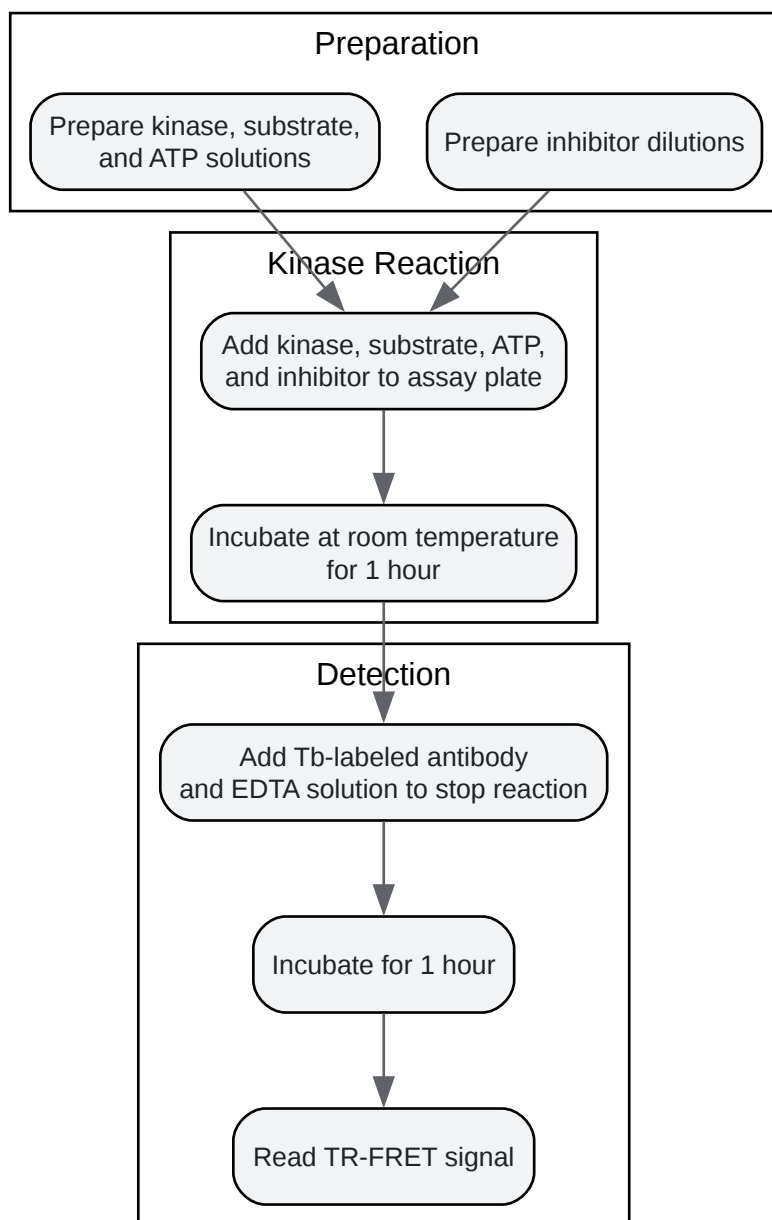 Preparation
Prepare kinase, substrate,
and ATP solutions
Prepare inhibitor dilutions
Kinase Reaction
Add kinase, substrate, ATP,
and inhibitor to assay plate
Incubate at room temperature
for 1 hour
Detection
Add Tb-labeled antibody
and EDTA solution to stop reaction
Incubate for 1 hour
Read TR-FRET signal